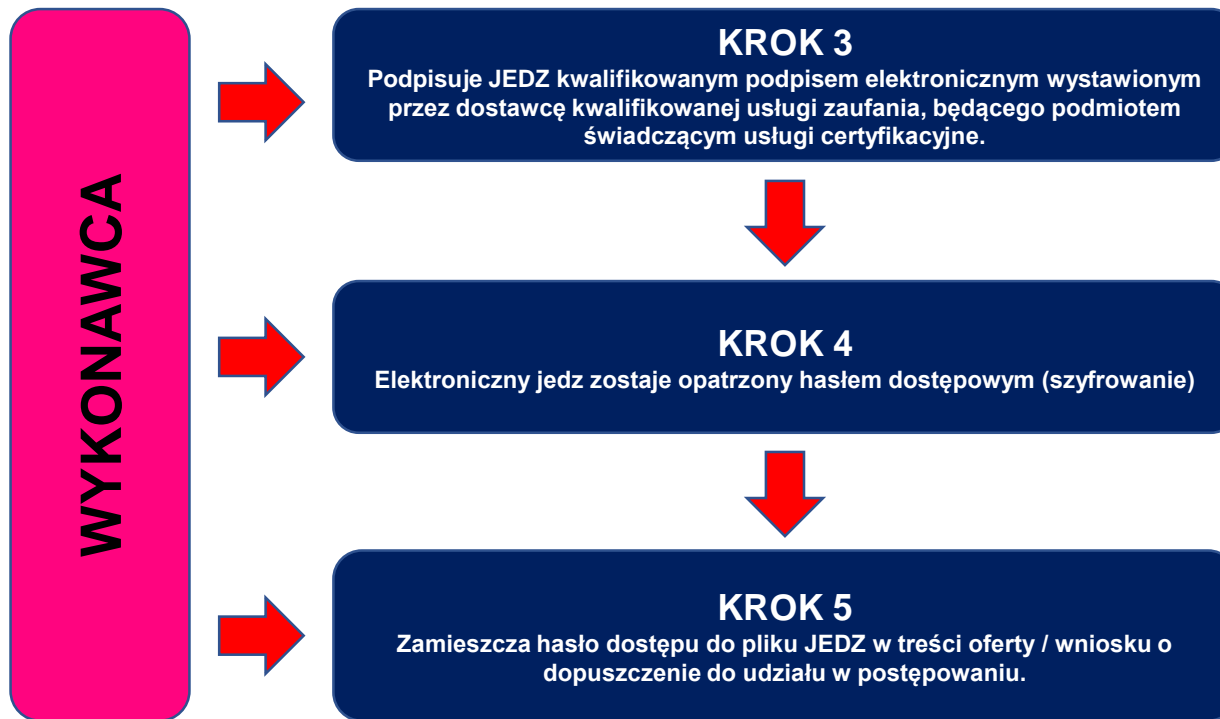 WYKONAWCA
KROK 3
Podpisuje JEDZ kwalifikowanym podpisem elektronicznym wystawionym
przez dostawcę kwalifikowanej usługi zaufania, będącego podmiotem
świadczącym usługi certyfikacyjne.
KROK 4
Elektroniczny jedz zostaje opatrzony hasłem dostępowym (szyfrowanie)
KROK 5
Zamieszcza hasło dostępu do pliku JEDZ w treści oferty / wniosku o
dopuszczenie do udziału w postępowaniu.